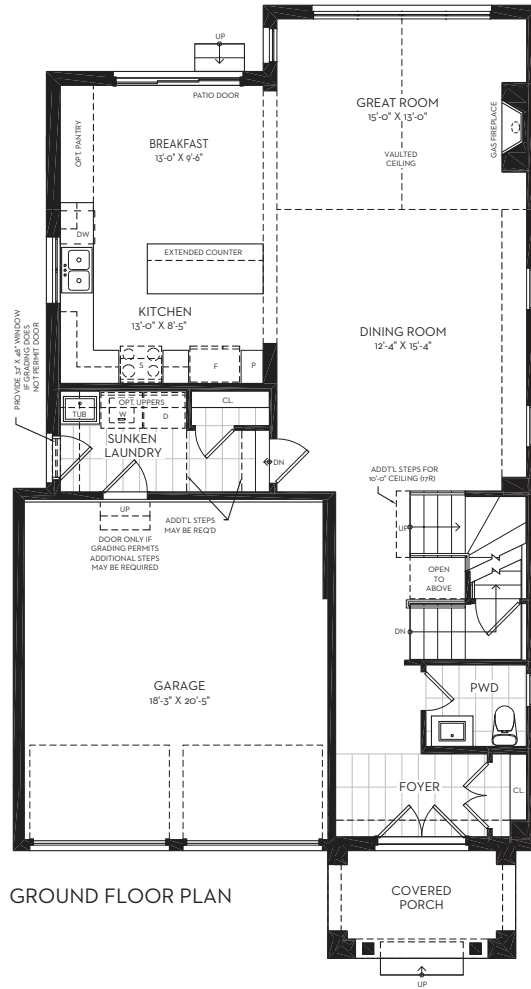 UP
PATIO DOOR
GREAT ROOM
15'-0" X 13'-0"
GAS FIREPLACE
VAULTED
CEILING
OPT. PANTRY
BREAKFAST
13'-0" X 9'-6"
DW
EXTENDED COUNTER
KITCHEN
13'-0" X 8'-5"
S
F
P
DINING ROOM
12'-4" X 15'-4"
PROVIDE 32" X 48" WINDOW
IF GRADING DOES
NOT PERMIT DOOR
OPT. UPPERS
TUB
W
D
CL.
SUNKEN
LAUNDRY
DN
ADDT'L STEPS FOR
10'-0" CEILING (17R)
UP
ADDT'L STEPS
MAY BE REQ'D
UP
DOOR ONLY IF
GRADING PERMITS
ADDITIONAL STEPS
MAY BE REQUIRED
OPEN
TO
ABOVE
DN
GARAGE
18'-3" X 20'-5"
PWD
FOYER
CL.
GROUND FLOOR PLAN
COVERED
PORCH
UP